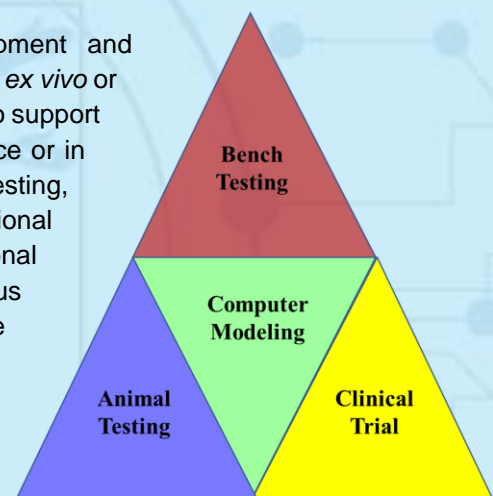 oment and
ex vivo or
o support
ce or in
esting,
ional
onal
us
e
Bench
Testing
Computer
Modeling
Animal
Testing
Clinical
Trial